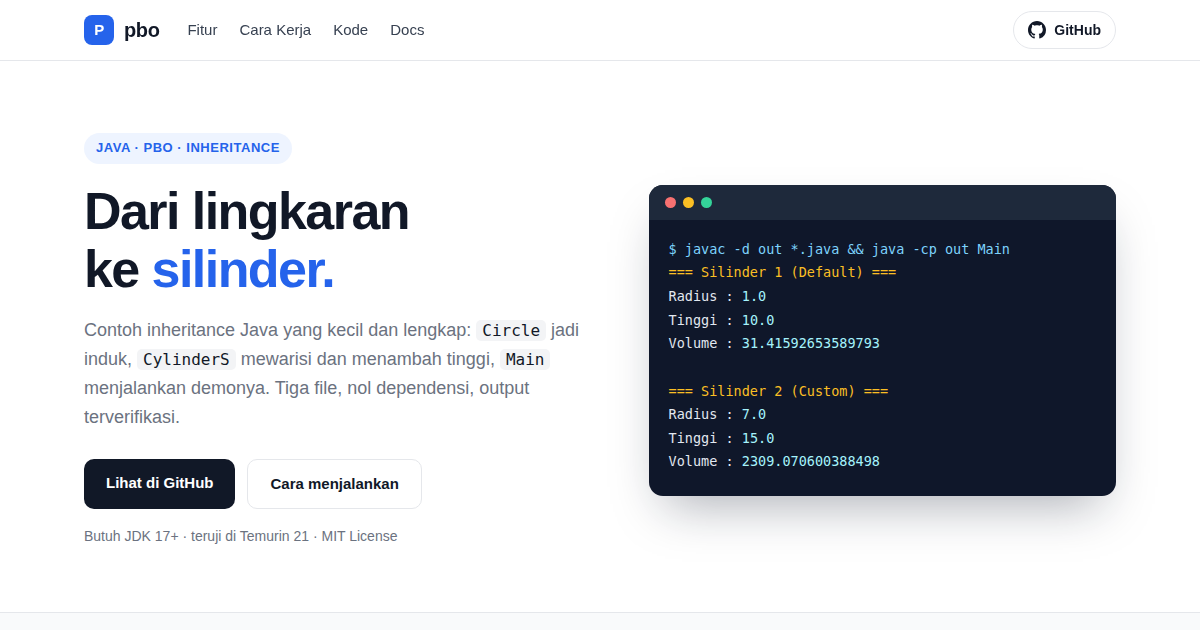 P pbo Fitur Cara Kerja Kode Docs GitHub
JAVA · PBO · INHERITANCE
Dari lingkaran
ke silinder.
Contoh inheritance Java yang kecil dan lengkap: Circle jadi
induk, CylinderS mewarisi dan menambah tinggi, Main
menjalankan demonya. Tiga file, nol dependensi, output
terverifikasi.
Lihat di GitHub Cara menjalankan
Butuh JDK 17+ · teruji di Temurin 21 · MIT License
$ javac -d out *.java && java -cp out Main
=== Silinder 1 (Default) ===
Radius : 1.0
Tinggi : 10.0
Volume : 31.41592653589793
=== Silinder 2 (Custom) ===
Radius : 7.0
Tinggi : 15.0
Volume : 2309.070600388498